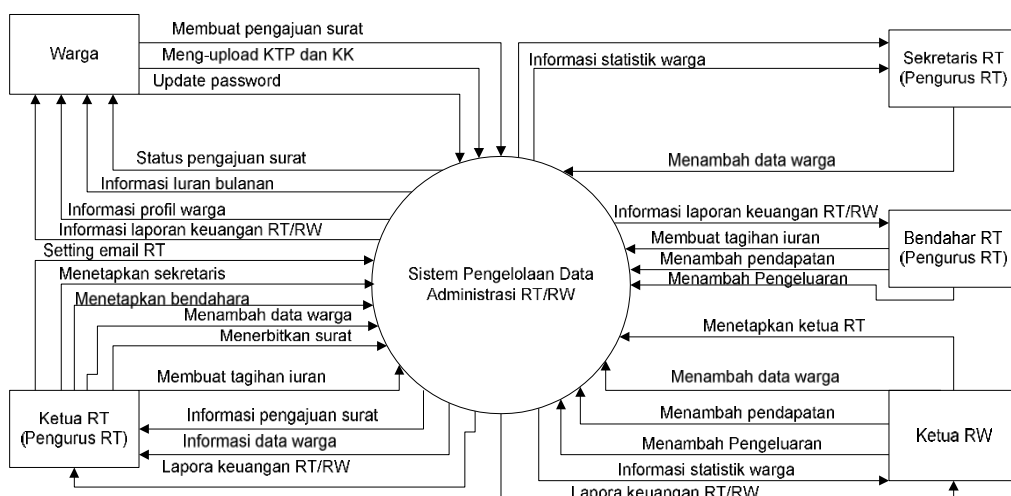 Warga
Membuat pengajuan surat
Meng-upload KTP dan KK
Update password
Status pengajuan surat
Informasi Iuran bulanan
Informasi profil warga
Informasi laporan keuangan RT/RW
Informasi statistik warga
Sekretaris RT
(Pengurus RT)
Menambah data warga
Informasi laporan keuangan RT/RW
Membuat tagihan iuran
Menambah pendapatan
Menambah Pengeluaran
Bendahar RT
(Pengurus RT)
Sistem Pengelolaan Data
Administrasi RT/RW
Setting email RT
Menetapkan sekretaris
Menetapkan bendahara
Menambah data warga
Menerbitkan surat
Membuat tagihan iuran
Ketua RT
(Pengurus RT)
Informasi pengajuan surat
Informasi data warga
Lapora keuangan RT/RW
Menetapkan ketua RT
Menambah data warga
Menambah pendapatan
Menambah Pengeluaran
Informasi statistik warga
Lapora keuangan RT/RW
Ketua RW